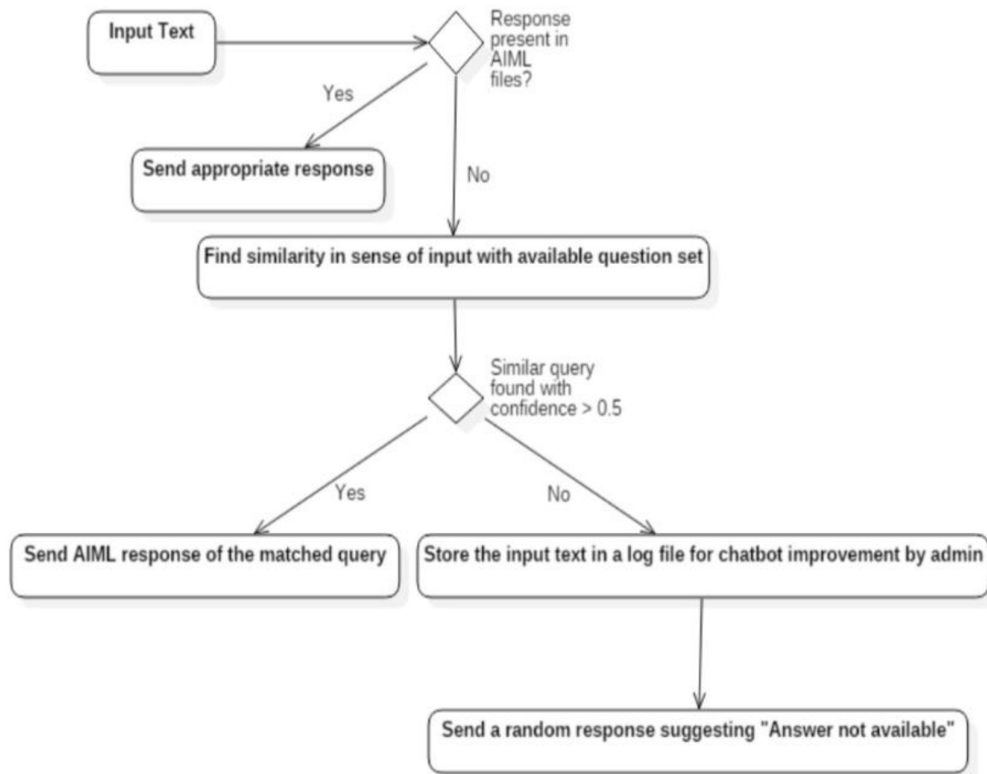 Input Text
Response
present in
AIML
files?
Yes
Send appropriate response
No
Find similarity in sense of input with available question set
Similar query
found with
confidence > 0.5
Yes
No
Send AIML response of the matched query
Store the input text in a log file for chatbot improvement by admin
Send a random response suggesting "Answer not available"